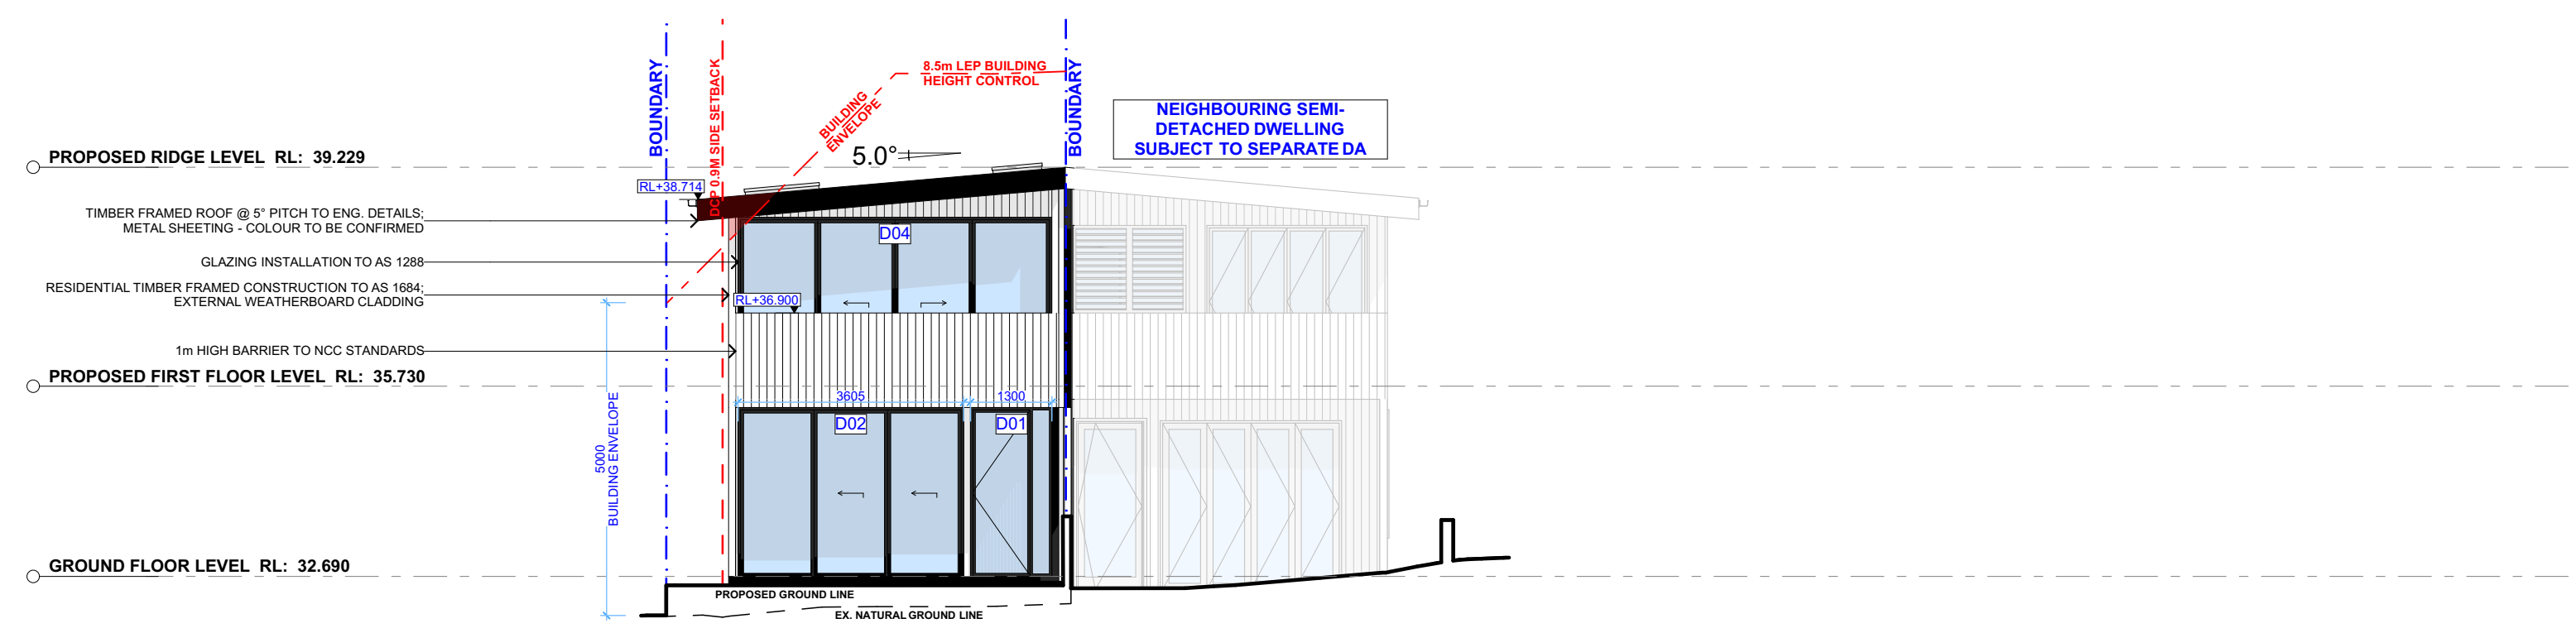 8.5m LEP BUILDING
HEIGHT CONTROL
BOUNDARY
DCP 0.9M SIDE SETBACK
BUILDING
ENVELOPE
BOUNDARY
NEIGHBOURING SEMI-
DETACHED DWELLING
SUBJECT TO SEPARATE DA
5.0°
PROPOSED RIDGE LEVEL RL: 39.229
RL+38.714
TIMBER FRAMED ROOF @ 5° PITCH TO ENG. DETAILS;
METAL SHEETING - COLOUR TO BE CONFIRMED
D04
GLAZING INSTALLATION TO AS 1288
RESIDENTIAL TIMBER FRAMED CONSTRUCTION TO AS 1684;
EXTERNAL WEATHERBOARD CLADDING
RL+36.900
1m HIGH BARRIER TO NCC STANDARDS
PROPOSED FIRST FLOOR LEVEL RL: 35.730
3605
1300
D02
D01
5000
BUILDING ENVELOPE
GROUND FLOOR LEVEL RL: 32.690
PROPOSED GROUND LINE
EX. NATURAL GROUND LINE